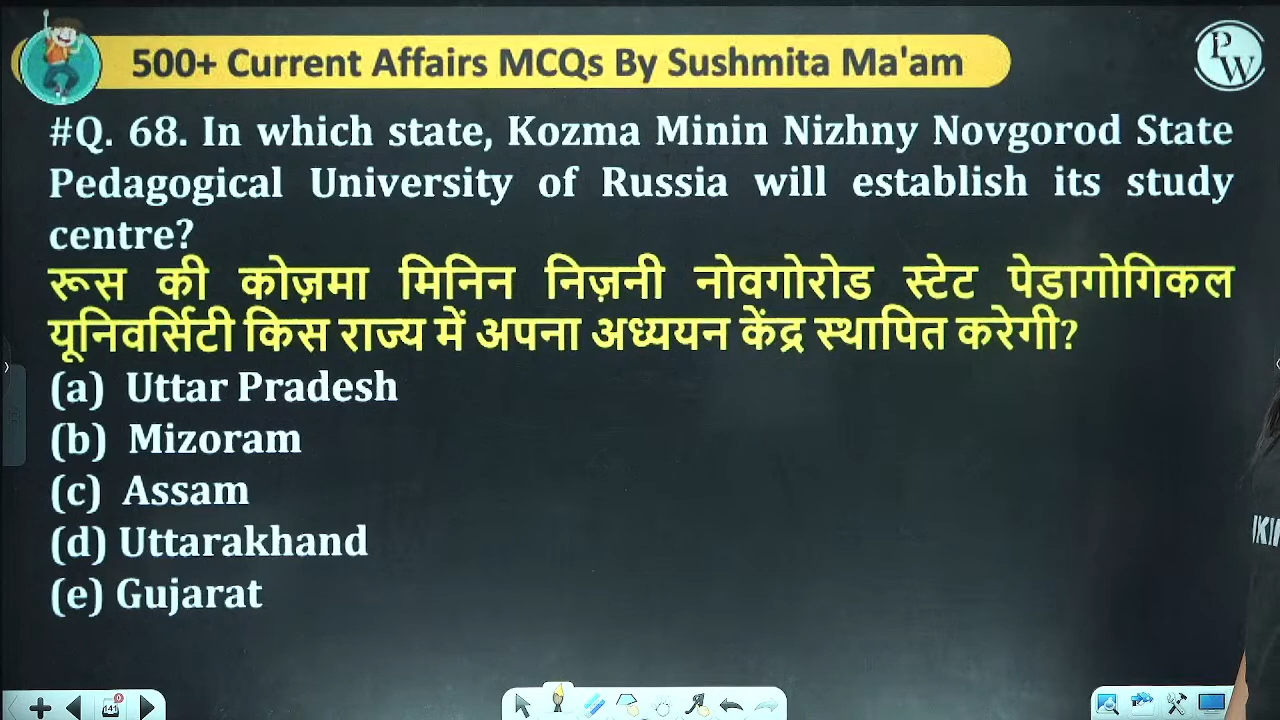 500+ Current Affairs MCQs By Sushmita Ma'am
PW
#Q. 68. In which state, Kozma Minin Nizhny Novgorod State
Pedagogical University of Russia will establish its study
centre?
रूस की कोज़मा मिनिन निज़नी नोवगोरोड स्टेट पेडागोगिकल
यूनिवर्सिटी किस राज्य में अपना अध्ययन केंद्र स्थापित करेगी?
(a) Uttar Pradesh
(b) Mizoram
(c) Assam
(d) Uttarakhand
(e) Gujarat
141